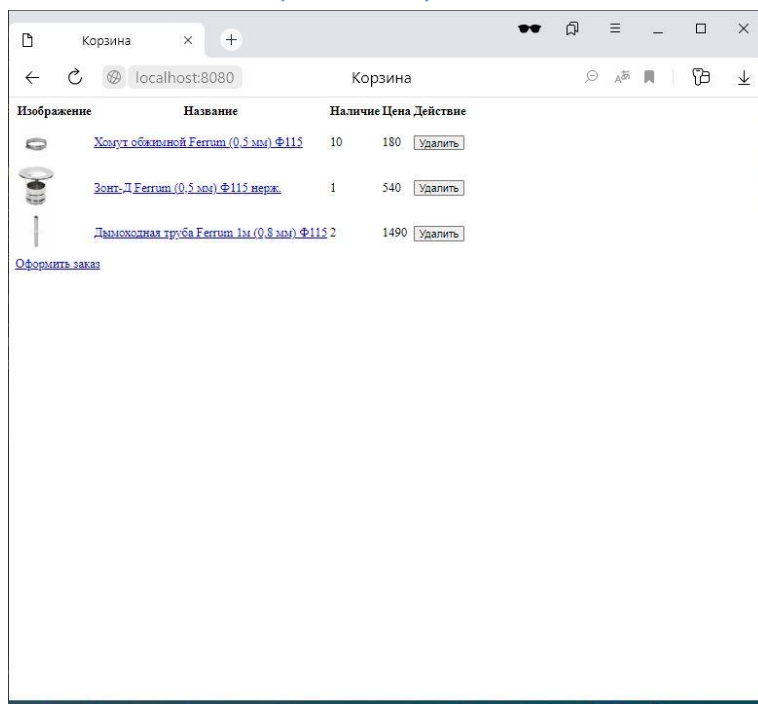 Корзина
localhost:8080 Корзина
Изображение Название Наличие Цена Действие
Хомут обжимной Ferrum (0,5 мм) Ф115 10 180 Удалить
Зонт-Д Ferrum (0,5 мм) Ф115 нерж. 1 540 Удалить
Дымоходная труба Ferrum 1м (0,8 мм) Ф115 2 1490 Удалить
Оформить заказ